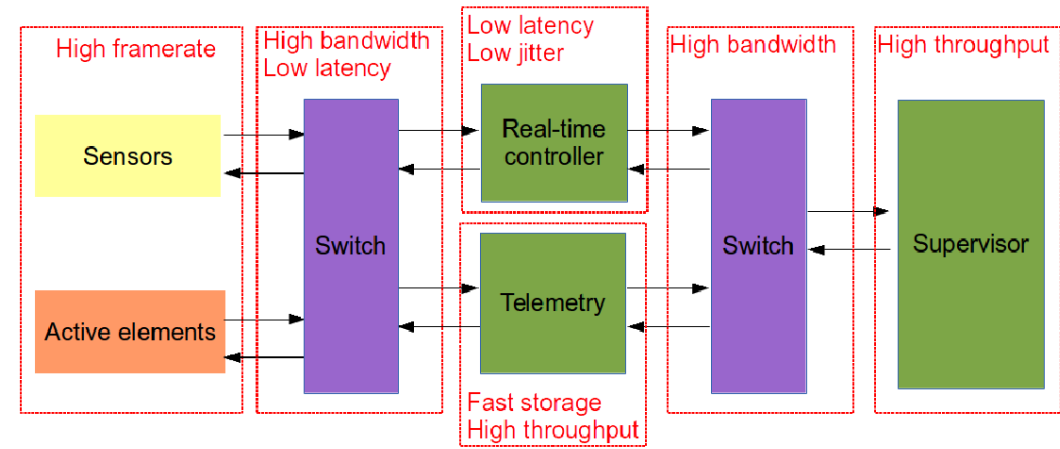 High framerate
High bandwidth
Low latency
Low latency
Low jitter
High bandwidth
High throughput
Sensors
Real-time
controller
Switch
Switch
Supervisor
Active elements
Telemetry
Fast storage
High throughput